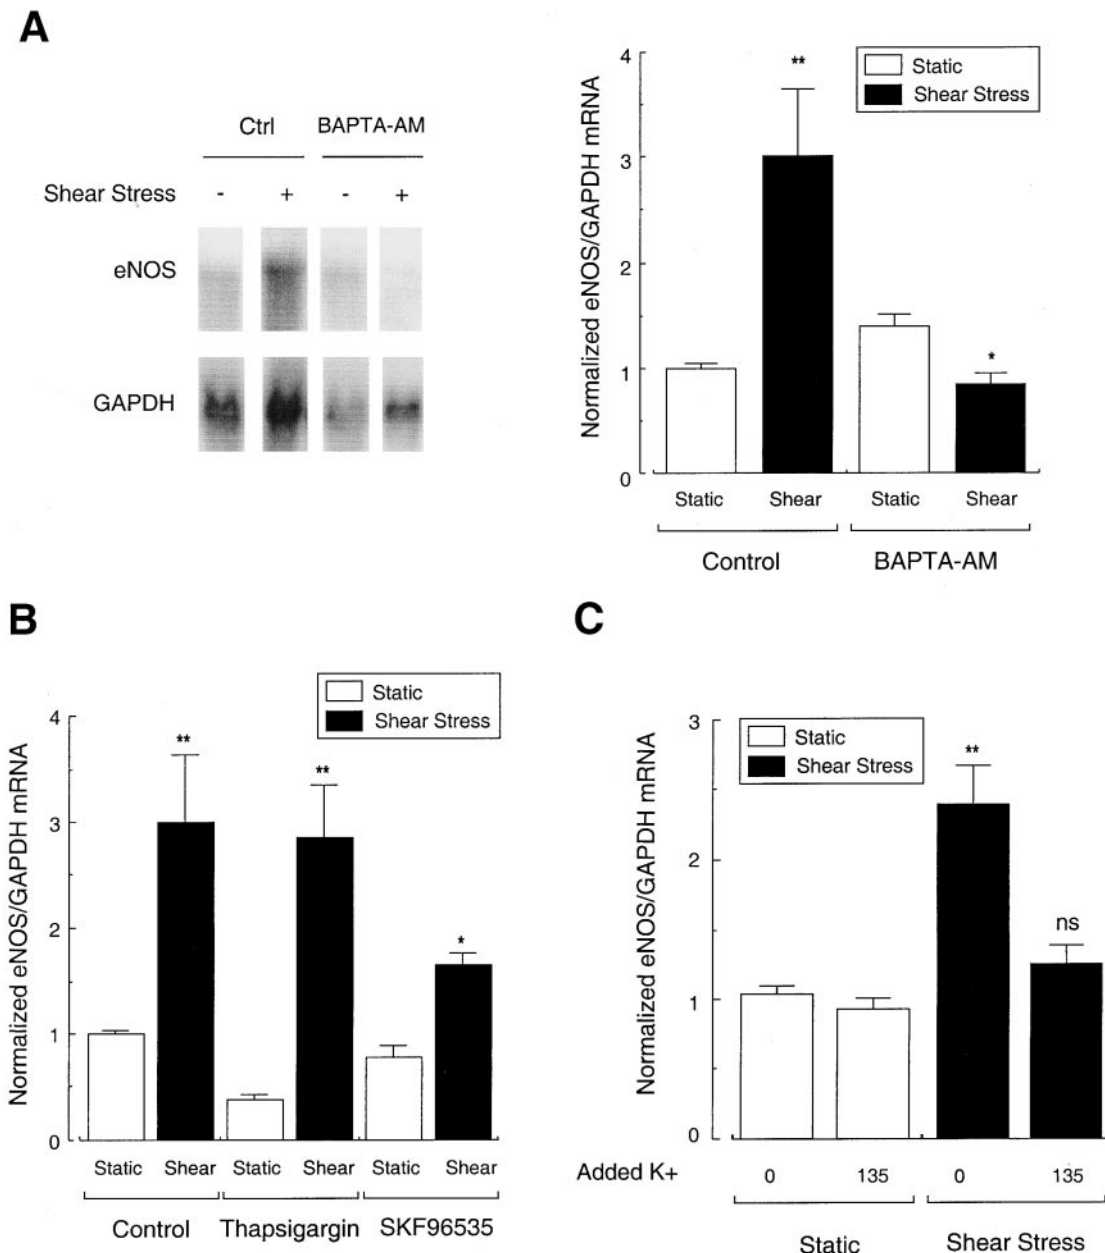 A
Ctrl BAPTA-AM
Shear Stress - + - +
eNOS
GAPDH
Normalized eNOS/GAPDH mRNA
4
3
2
1
0
Static
Shear Stress
**
*
Static Shear Static Shear
Control BAPTA-AM
B
Normalized eNOS/GAPDH mRNA
4
3
2
1
0
Static
Shear Stress
**
**
*
Static Shear Static Shear Static Shear
Control Thapsigargin SKF96535
C
Normalized eNOS/GAPDH mRNA
3
2
1
0
Static
Shear Stress
**
ns
Added K+ 0 135 0 135
Static Shear Stress